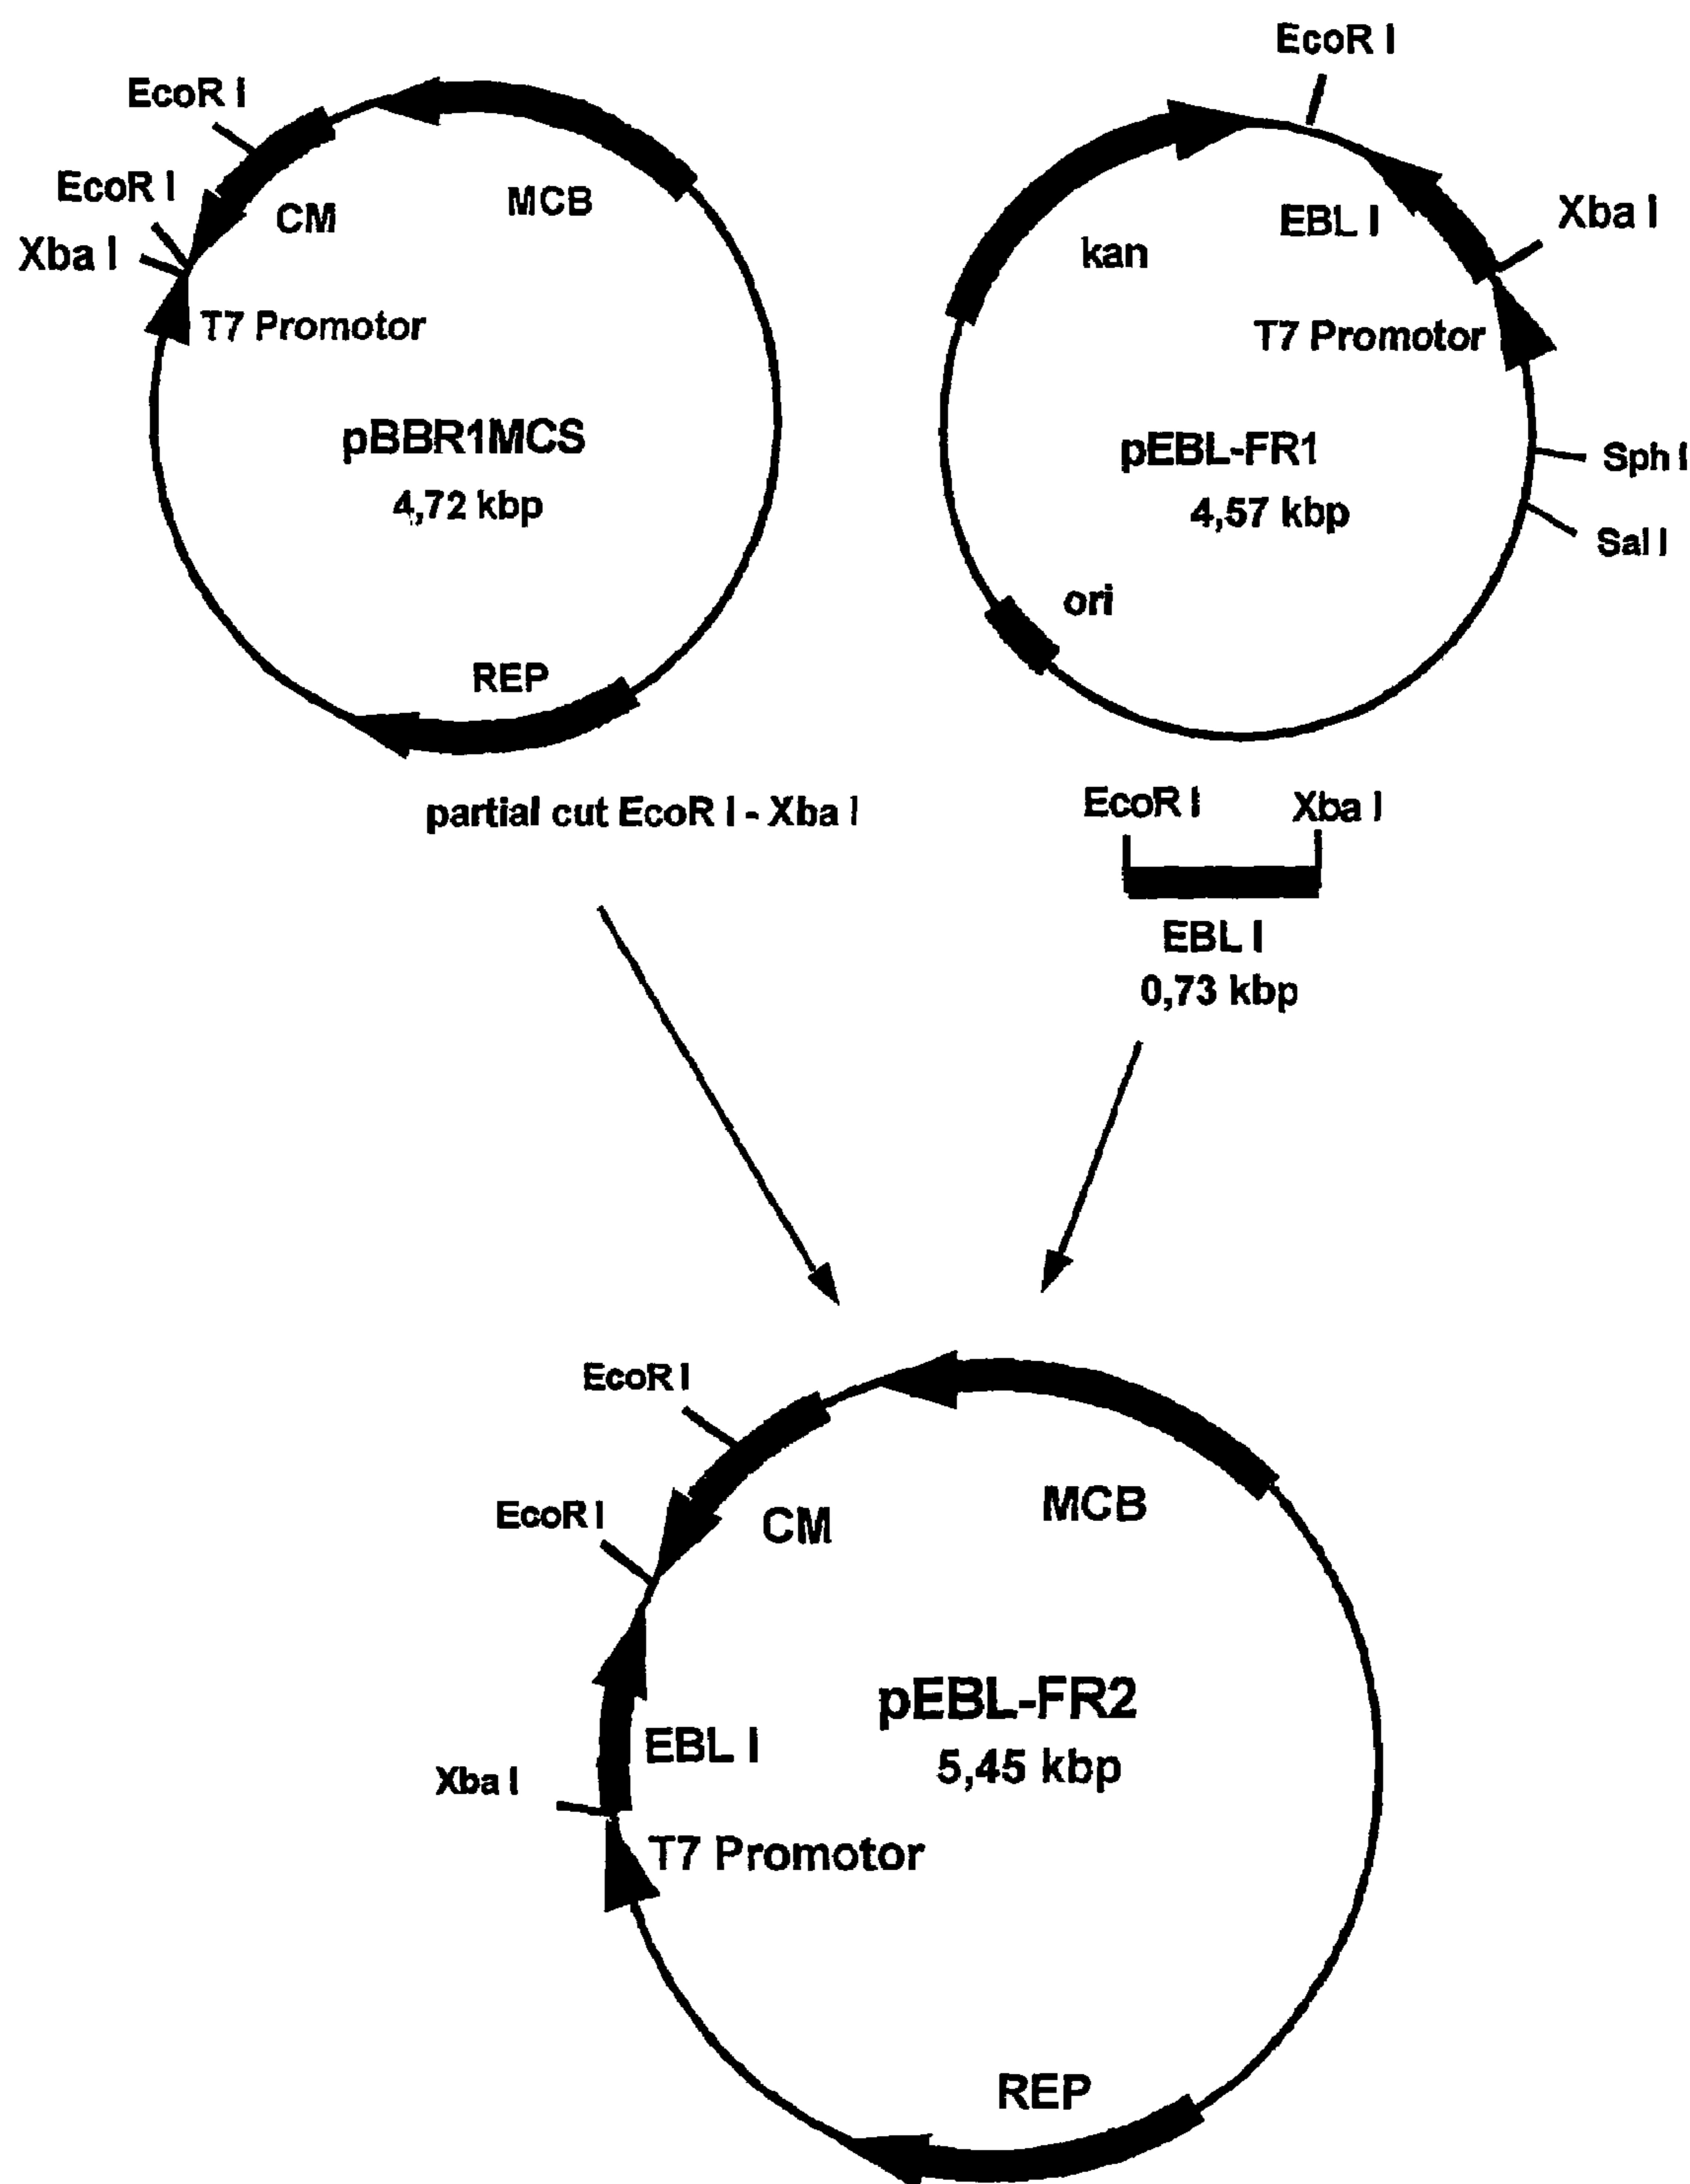 EcoR I
EcoR I
Xba I
CM
MCB
T7 Promotor
pBBR1MCS
4,72 kbp
REP
partial cut EcoR I - Xba I
EcoR I
kan
EBL I
Xba I
T7 Promotor
pEBL-FR1
4,57 kbp
Sph I
Sal I
ori
EcoR I
Xba I
EBL I
0,73 kbp
EcoR I
EcoR I
CM
MCB
pEBL-FR2
5,45 kbp
EBL I
Xba I
T7 Promotor
REP